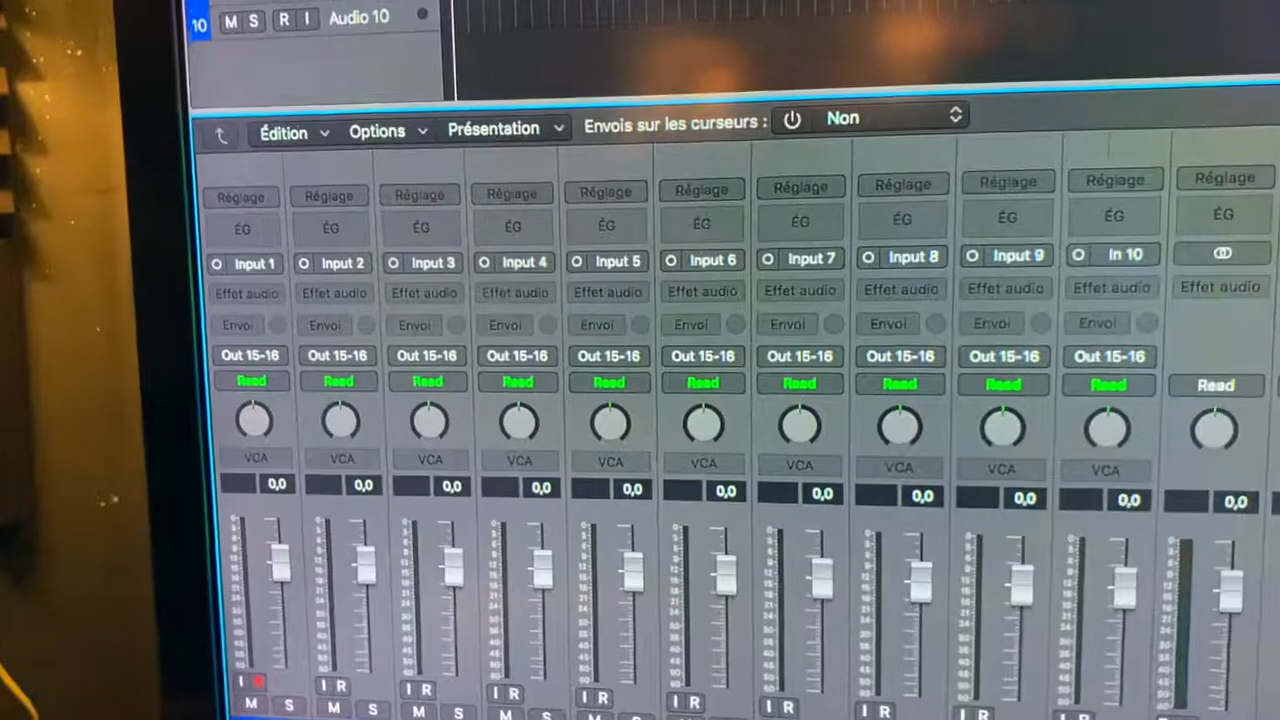 10 M S R I Audio 10
Édition Options Présentation Envois sur les curseurs : Non
Réglage Réglage Réglage Réglage Réglage Réglage Réglage Réglage Réglage Réglage Réglage
ÉG ÉG ÉG ÉG ÉG ÉG ÉG ÉG ÉG ÉG ÉG
Input 1 Input 2 Input 3 Input 4 Input 5 Input 6 Input 7 Input 8 Input 9 In 10
Effet audio Effet audio Effet audio Effet audio Effet audio Effet audio Effet audio Effet audio Effet audio Effet audio Effet audio
Envoi Envoi Envoi Envoi Envoi Envoi Envoi Envoi Envoi Envoi
Out 15-16 Out 15-16 Out 15-16 Out 15-16 Out 15-16 Out 15-16 Out 15-16 Out 15-16 Out 15-16 Out 15-16
Read Read Read Read Read Read Read Read Read Read Read
VCA VCA VCA VCA VCA VCA VCA VCA VCA VCA
0,0 0,0 0,0 0,0 0,0 0,0 0,0 0,0 0,0 0,0 0,0
I R I R I R I R I R I R I R I R I R I R
M S M S M S M S M S